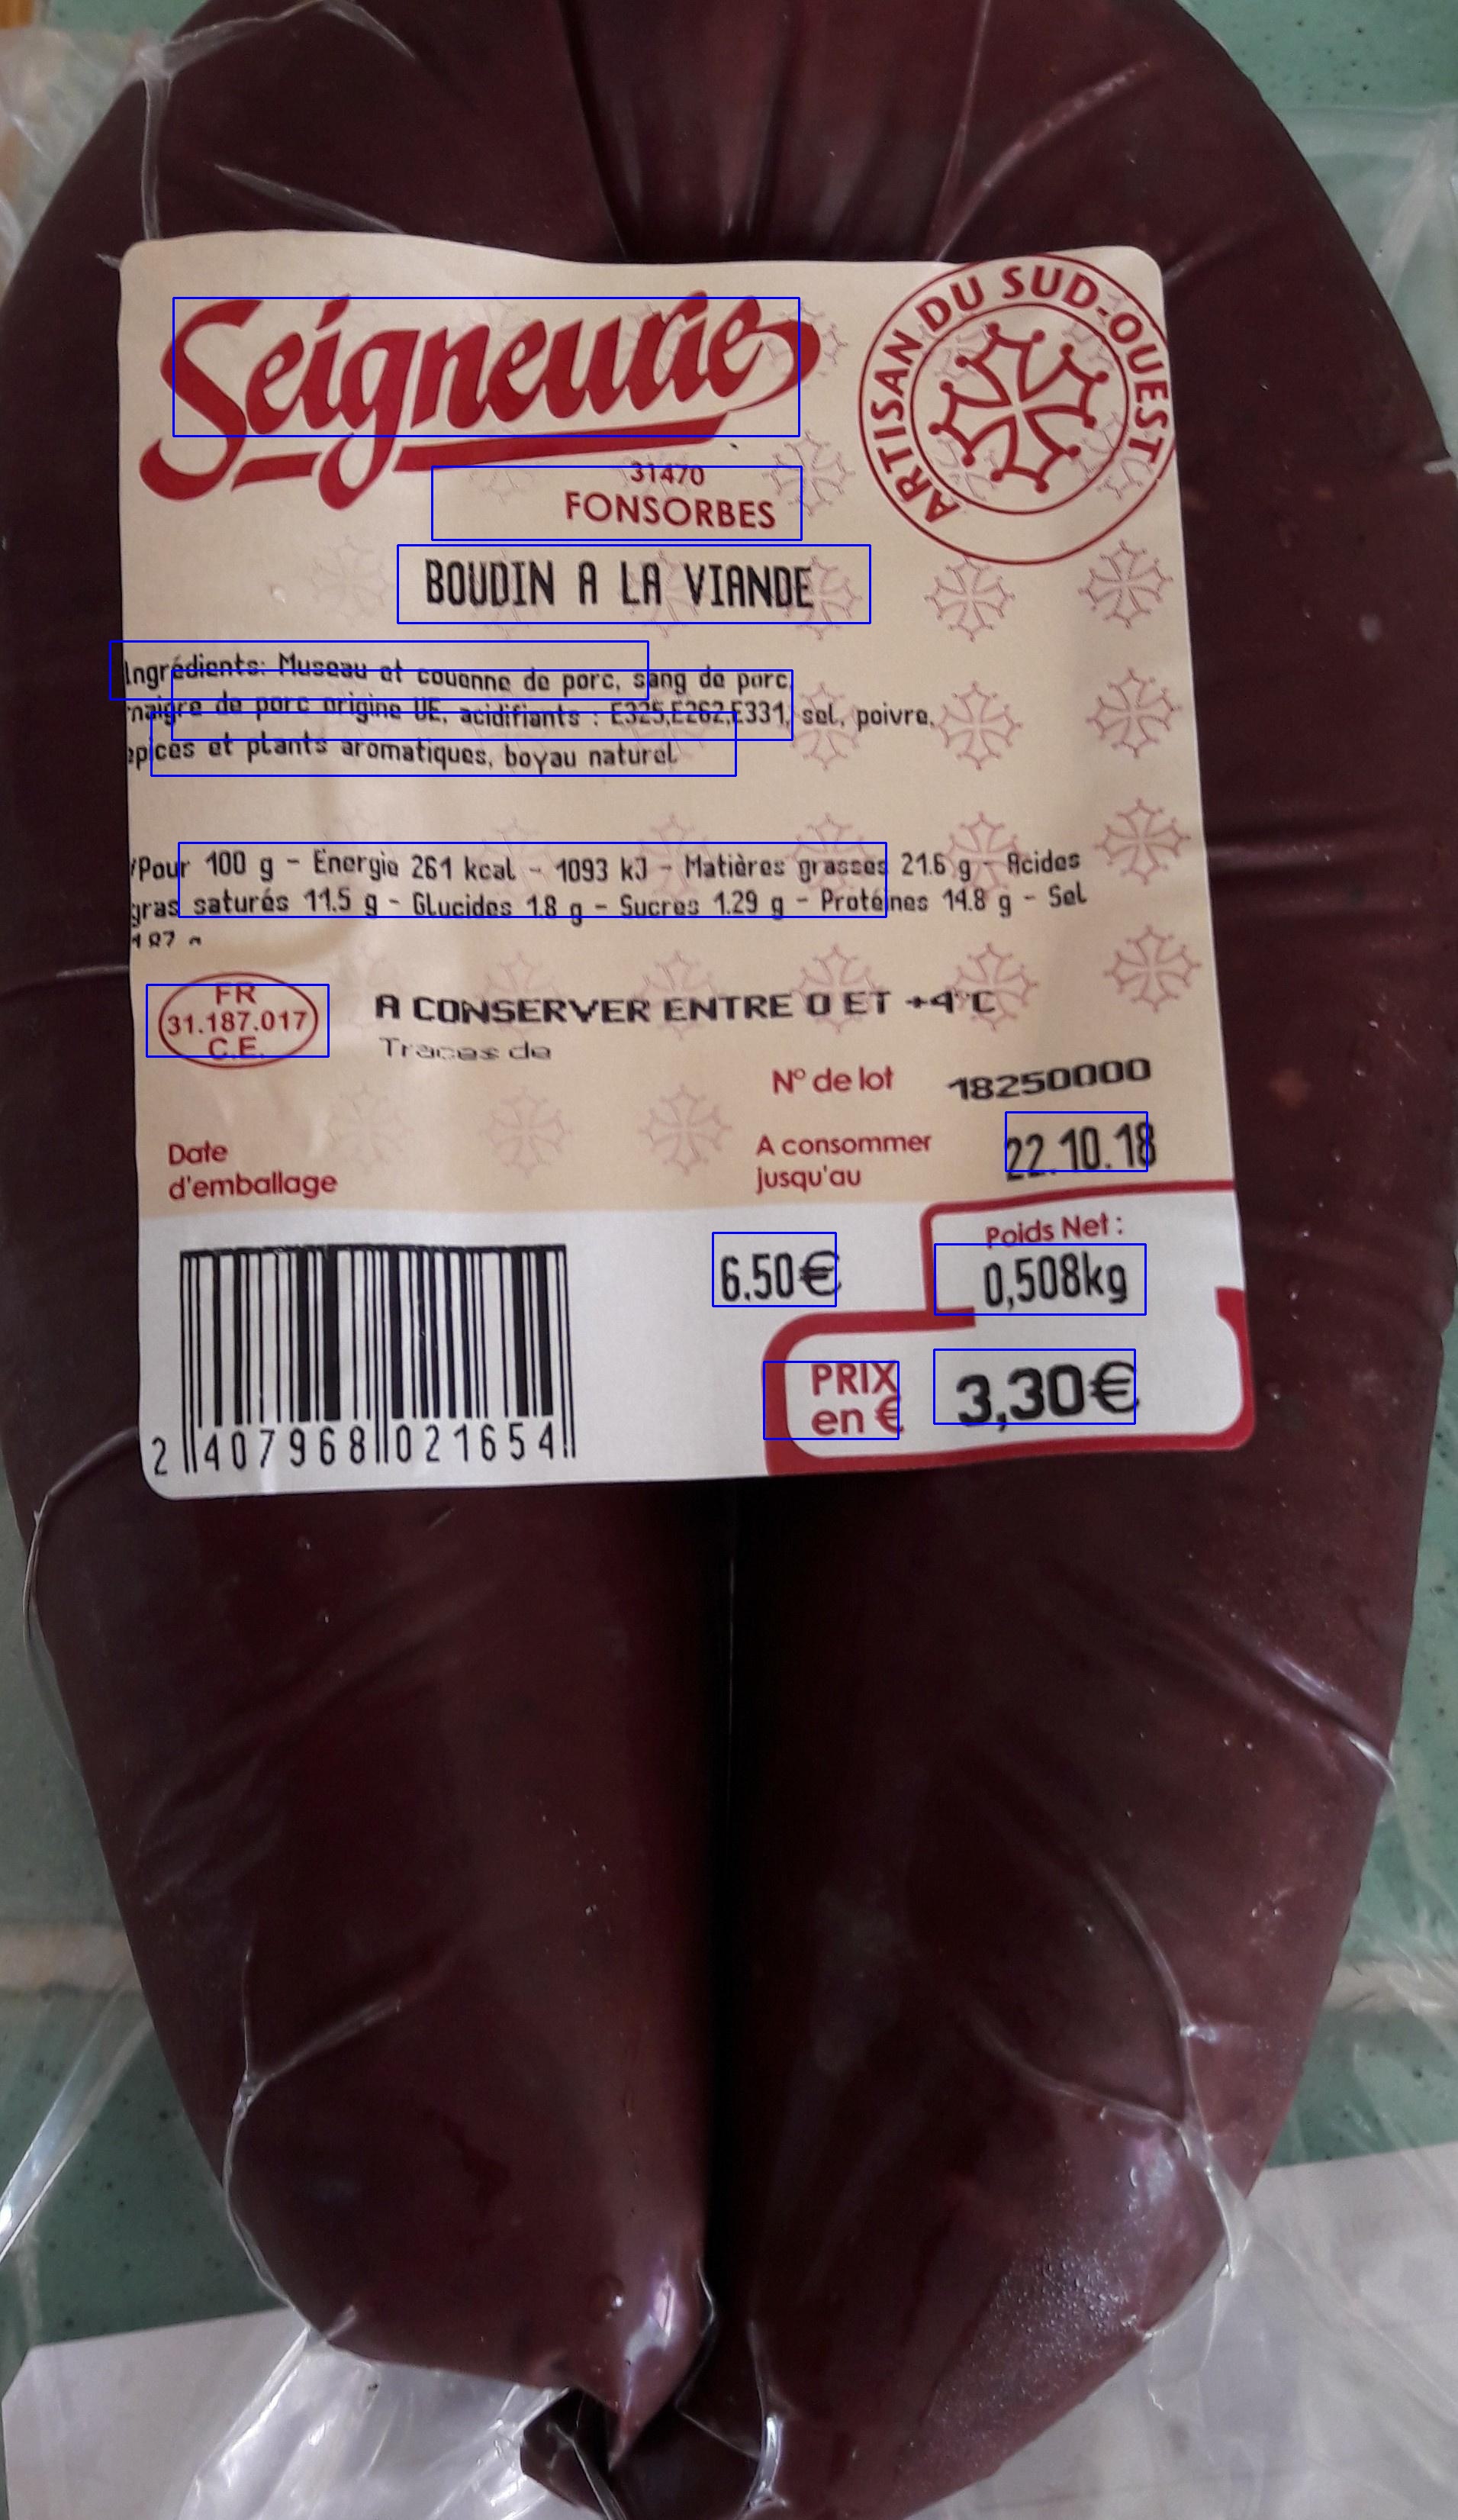 Seigneurie
ARTISAN DU SUD-OUEST
31470
FONSORBES
BOUDIN A LA VIANDE
Ingrédients: Museau et couenne de porc, sang de porc,
de porc origine UE, acidifiants : E325,E262,E331, sel, poivre,
épices et plants aromatiques, boyau naturel
/Pour 100 g - Energie 261 kcal - 1093 kJ - Matières grasses 21.6 g - Acides
gras saturés 11.5 g - Glucides 1.8 g - Sucres 1.29 g - Protéines 14.8 g - Sel
FR
31.187.017
C.E.
A CONSERVER ENTRE 0 ET +4°C
Traces de
N° de lot 18250000
Date
d'emballage
A consommer
jusqu'au
22.10.18
Poids Net :
6.50€ 0,508kg
PRIX
en €
3,30€
2 407968 021654